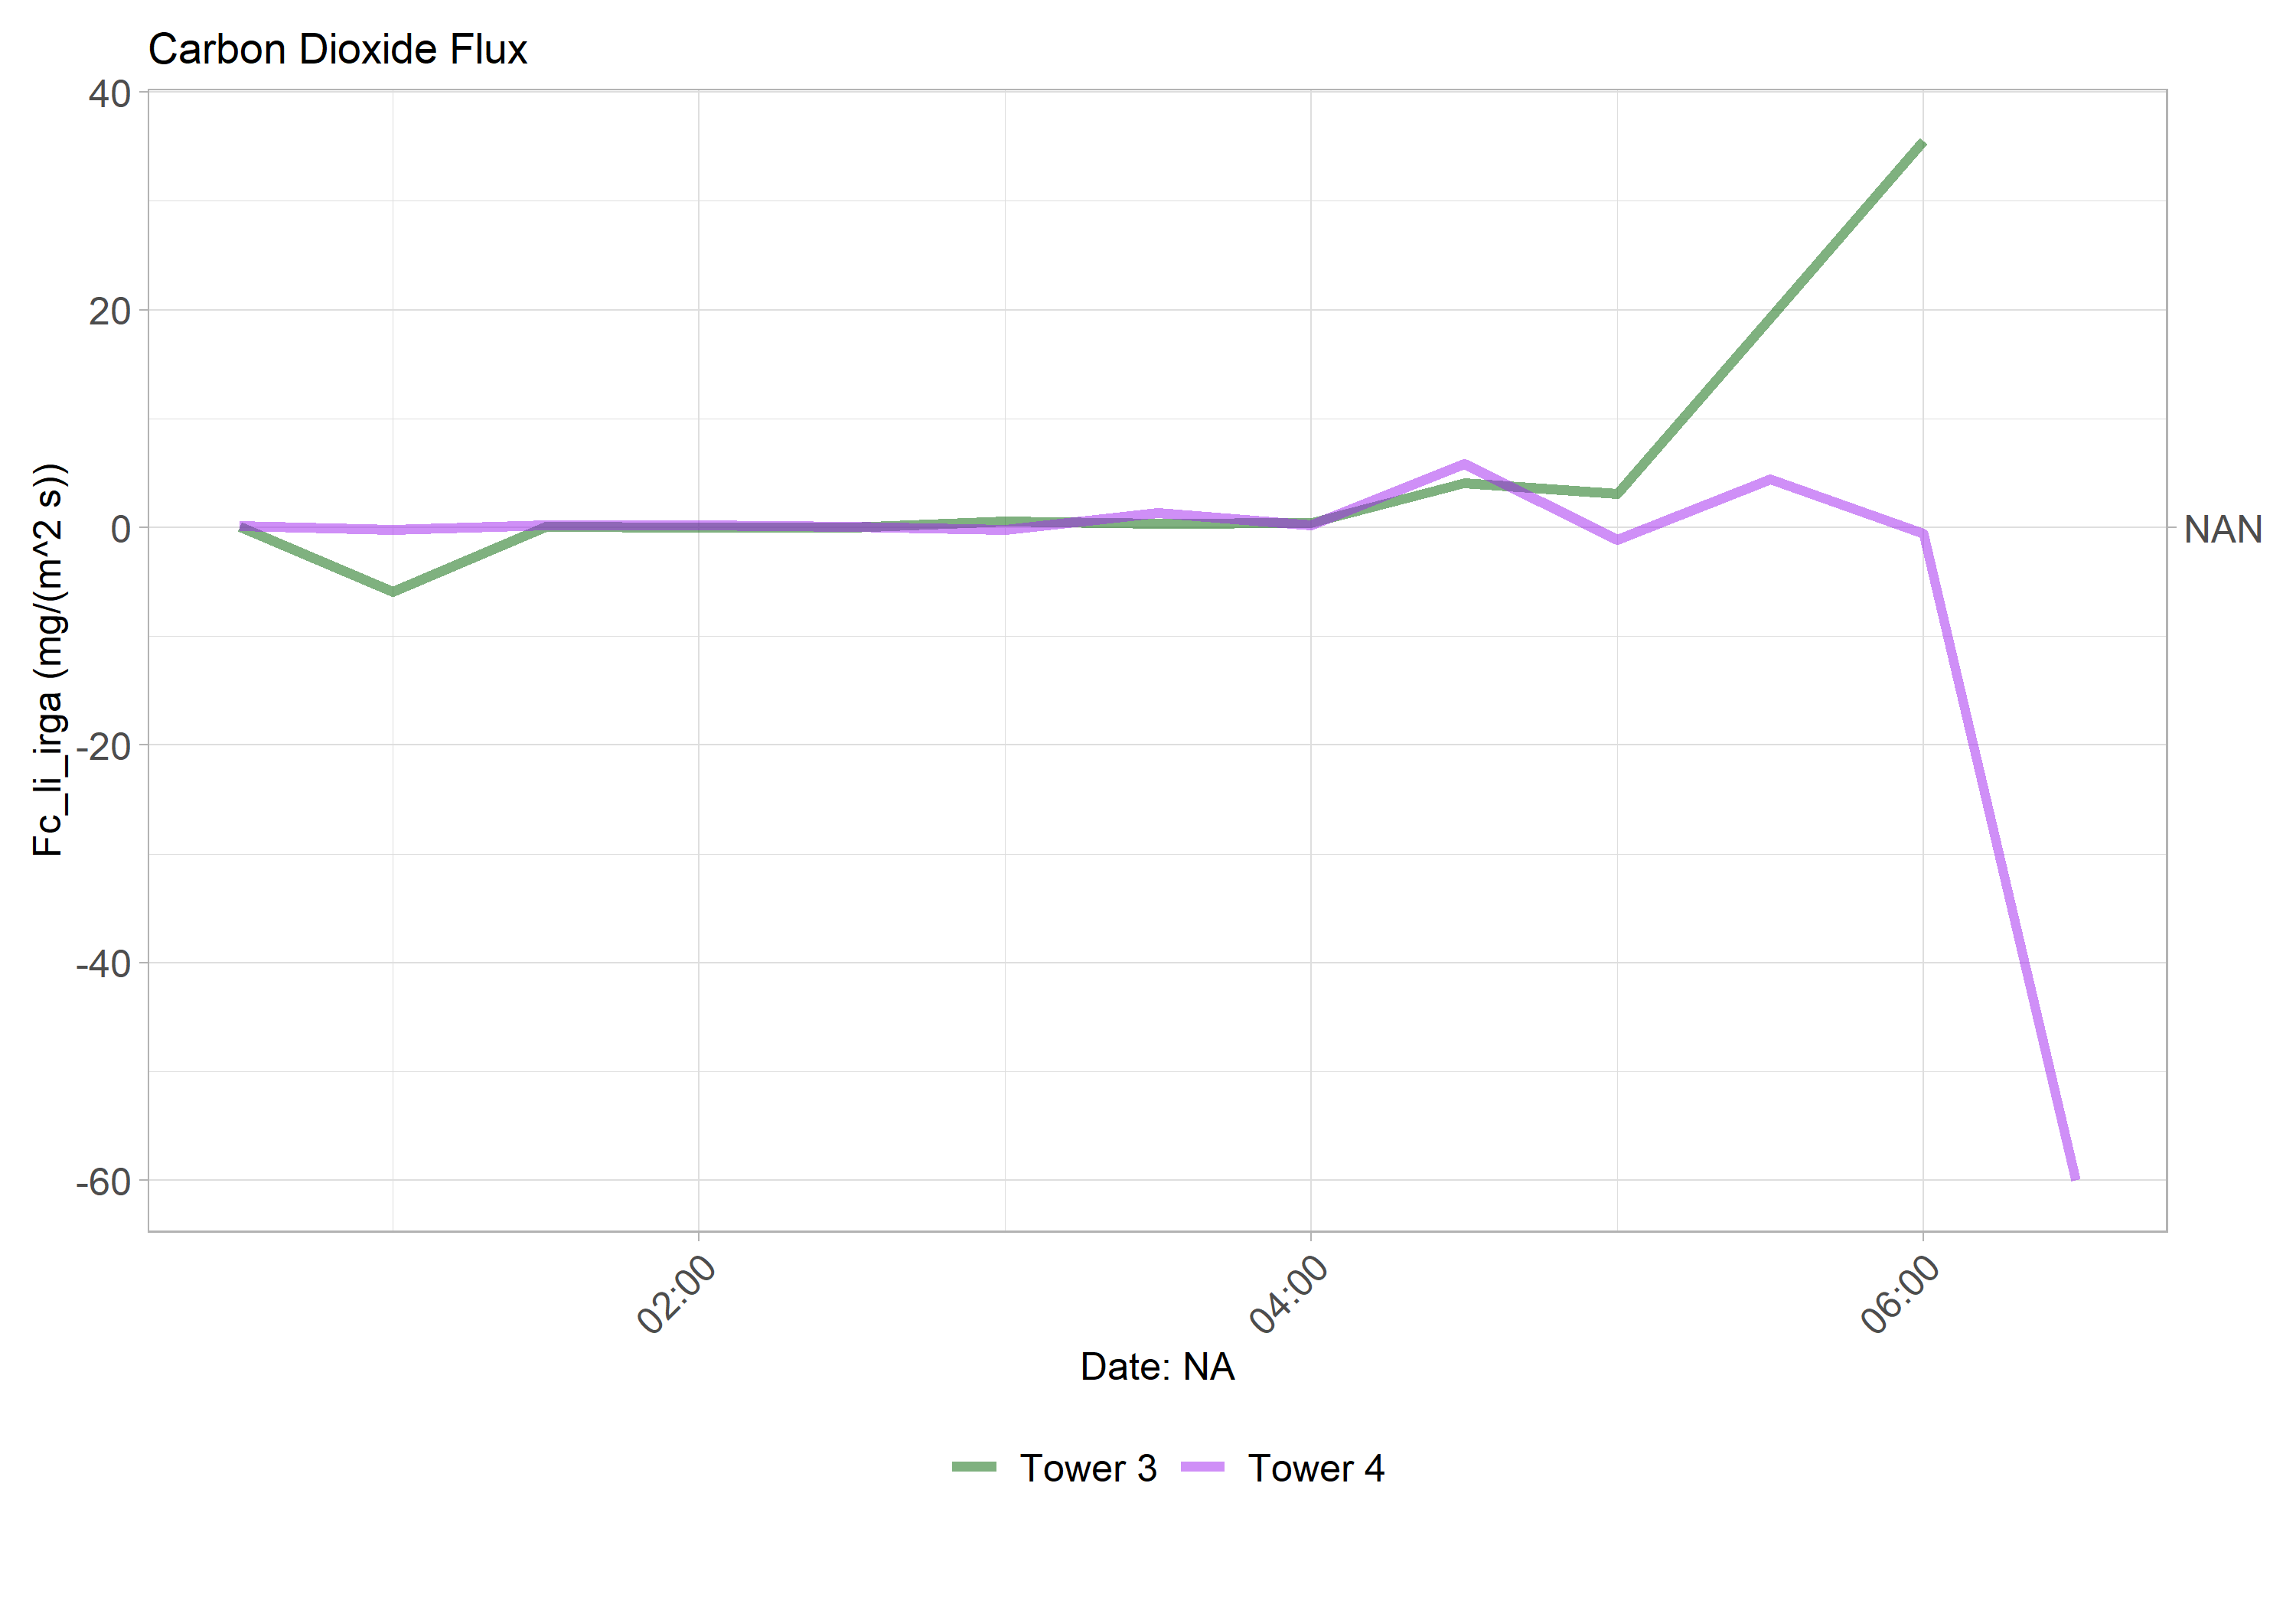 Carbon Dioxide Flux
Fc_li_irga (mg/(m^2 s))
40
20
0
-20
-40
-60
NAN
02:00
04:00
06:00
Date: NA
Tower 3
Tower 4